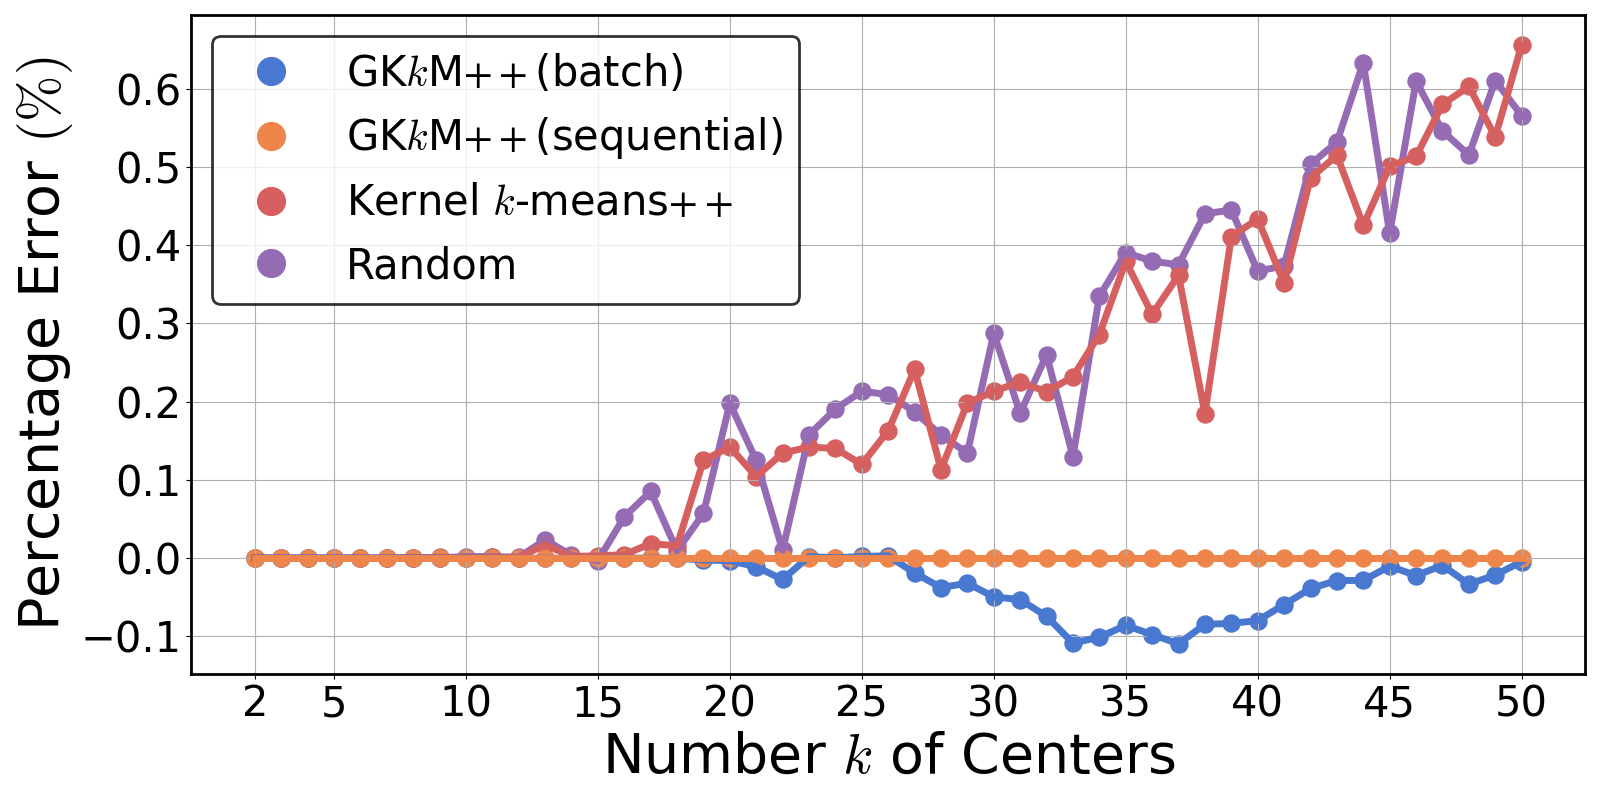 Percentage Error (%)
0.6
0.5
0.4
0.3
0.2
0.1
0.0
−0.1
GKkM++(batch)
GKkM++(sequential)
Kernel k-means++
Random
2 5 10 15 20 25 30 35 40 45 50
Number k of Centers